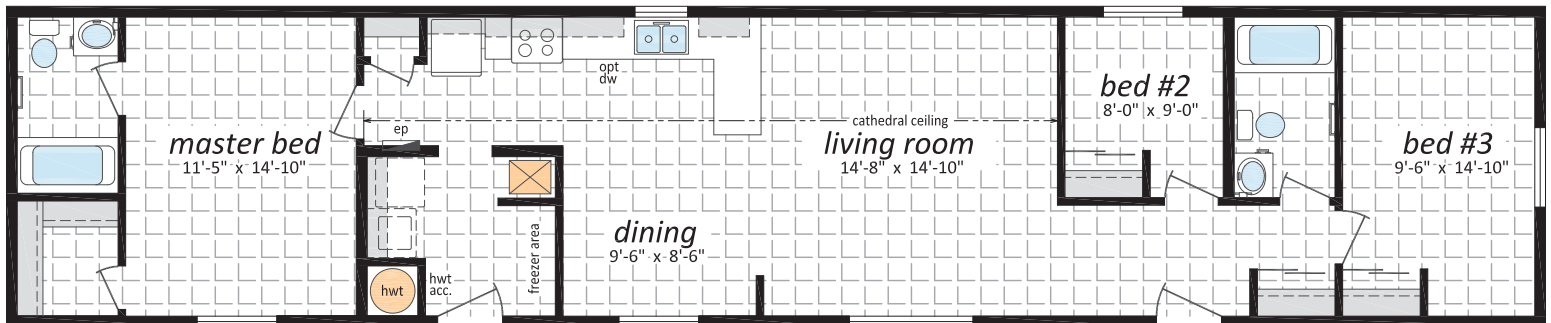 master bed
11'-5" x 14'-10"
ep
opt
dw
cathedral ceiling
living room
14'-8" x 14'-10"
dining
9'-6" x 8'-6"
freezer area
hwt
acc.
hwt
bed #2
8'-0" x 9'-0"
bed #3
9'-6" x 14'-10"